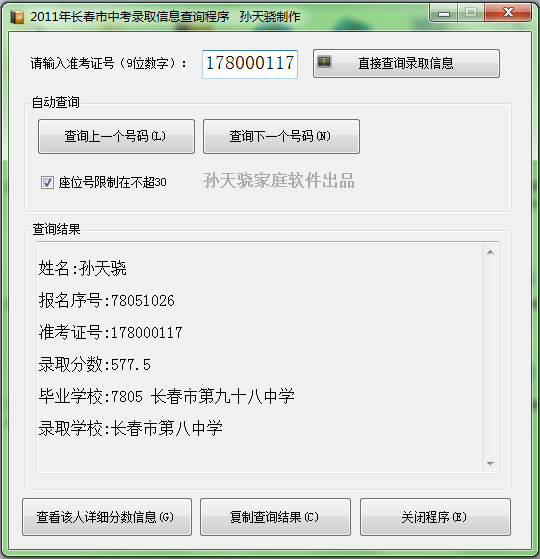 2011年长春市中考录取信息查询程序 孙天骁制作
请输入准考证号（9位数字）： 178000117 直接查询录取信息
自动查询
查询上一个号码(L) 查询下一个号码(N)
座位号限制在不超30 孙天骁家庭软件出品
查询结果
姓名:孙天骁
报名序号:78051026
准考证号:178000117
录取分数:577.5
毕业学校:7805 长春市第九十八中学
录取学校:长春市第八中学
查看该人详细分数信息(G) 复制查询结果(C) 关闭程序(E)